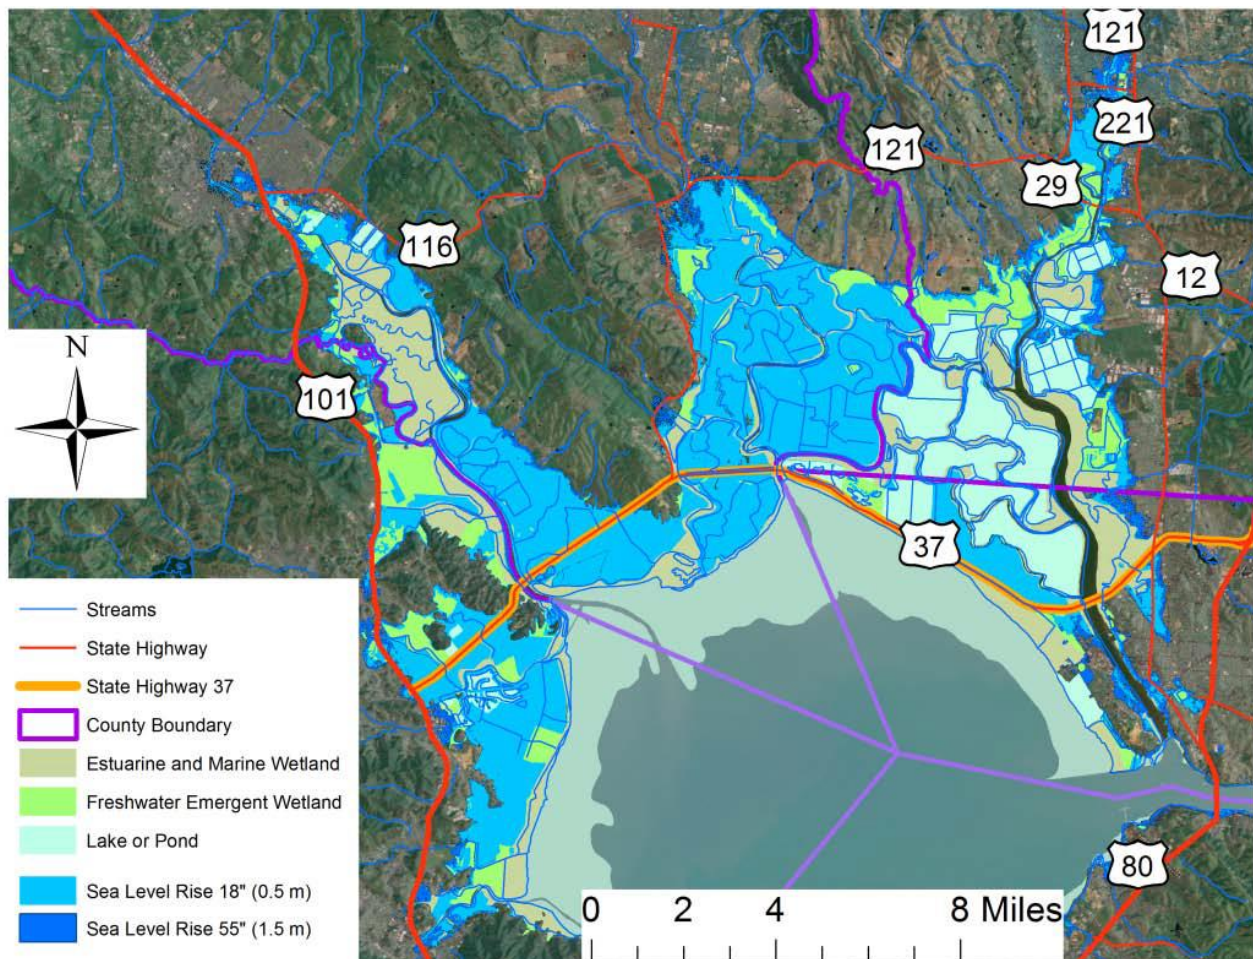 121
221
121
29
116
12
N
101
37
Streams
State Highway
State Highway 37
County Boundary
Estuarine and Marine Wetland
Freshwater Emergent Wetland
Lake or Pond
Sea Level Rise 18" (0.5 m)
Sea Level Rise 55" (1.5 m)
80
0 2 4 8 Miles